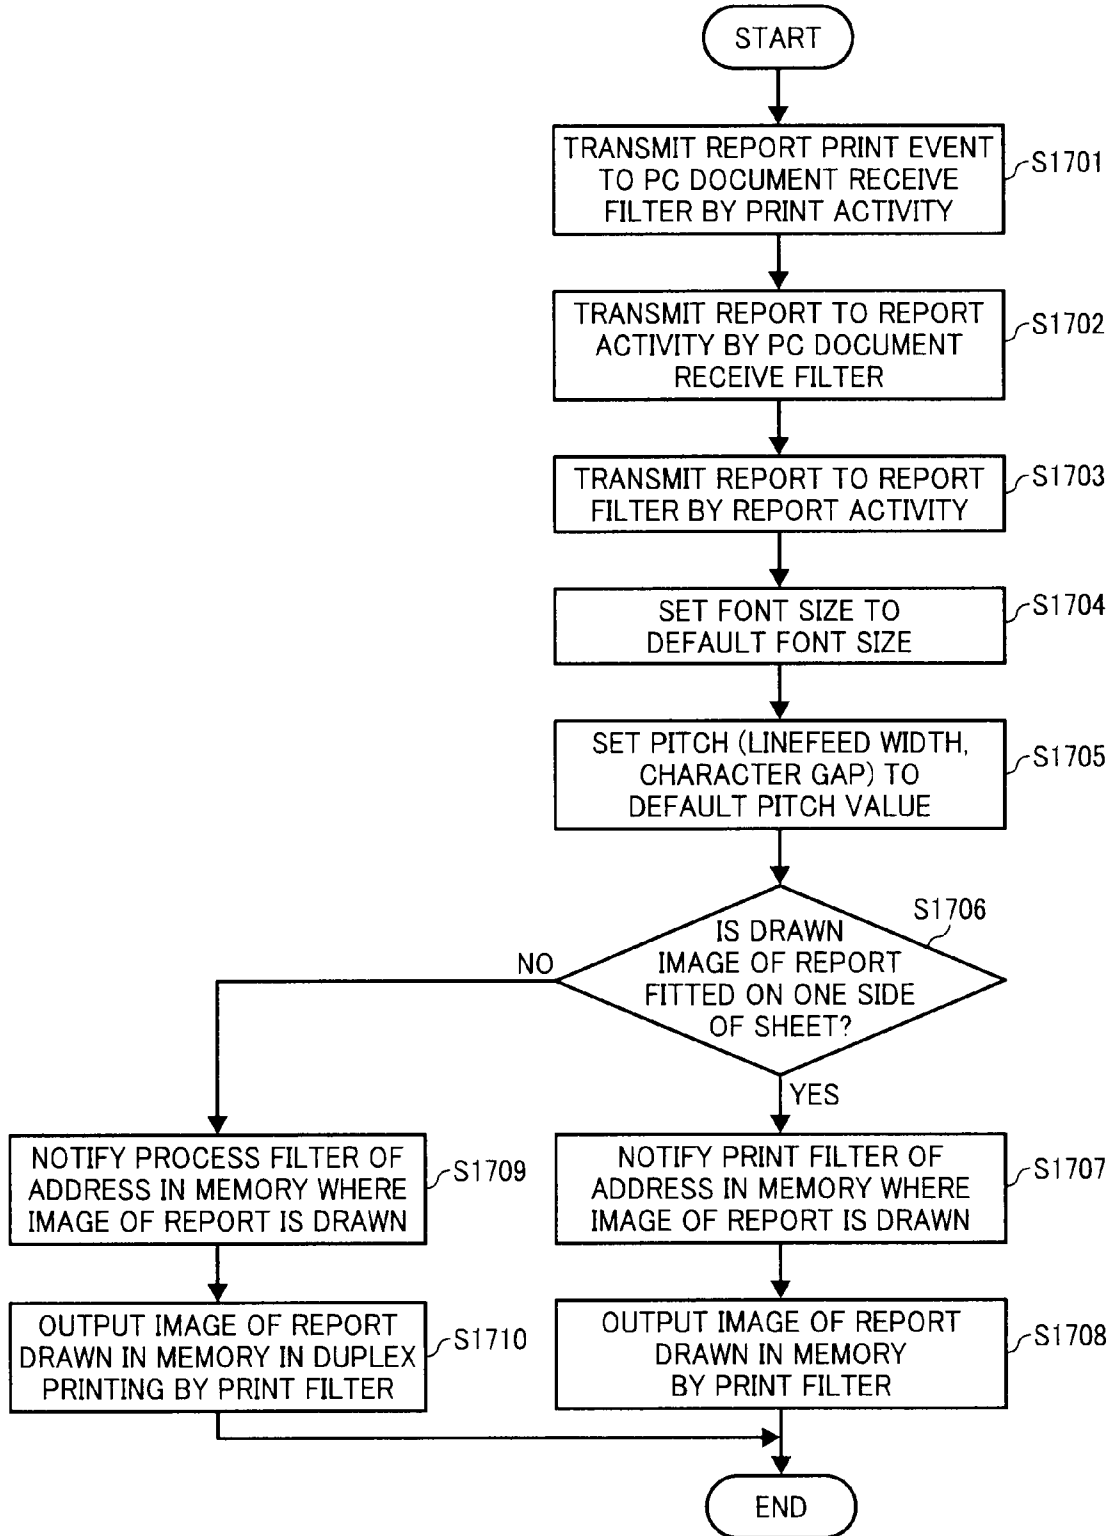 START
TRANSMIT REPORT PRINT EVENT
TO PC DOCUMENT RECEIVE
FILTER BY PRINT ACTIVITY
S1701
TRANSMIT REPORT TO REPORT
ACTIVITY BY PC DOCUMENT
RECEIVE FILTER
S1702
TRANSMIT REPORT TO REPORT
FILTER BY REPORT ACTIVITY
S1703
SET FONT SIZE TO
DEFAULT FONT SIZE
S1704
SET PITCH (LINEFEED WIDTH,
CHARACTER GAP) TO
DEFAULT PITCH VALUE
S1705
S1706
IS DRAWN
IMAGE OF REPORT
FITTED ON ONE SIDE
OF SHEET?
NO
YES
NOTIFY PROCESS FILTER OF
ADDRESS IN MEMORY WHERE
IMAGE OF REPORT IS DRAWN
S1709
NOTIFY PRINT FILTER OF
ADDRESS IN MEMORY WHERE
IMAGE OF REPORT IS DRAWN
S1707
OUTPUT IMAGE OF REPORT
DRAWN IN MEMORY IN DUPLEX
PRINTING BY PRINT FILTER
S1710
OUTPUT IMAGE OF REPORT
DRAWN IN MEMORY
BY PRINT FILTER
S1708
END